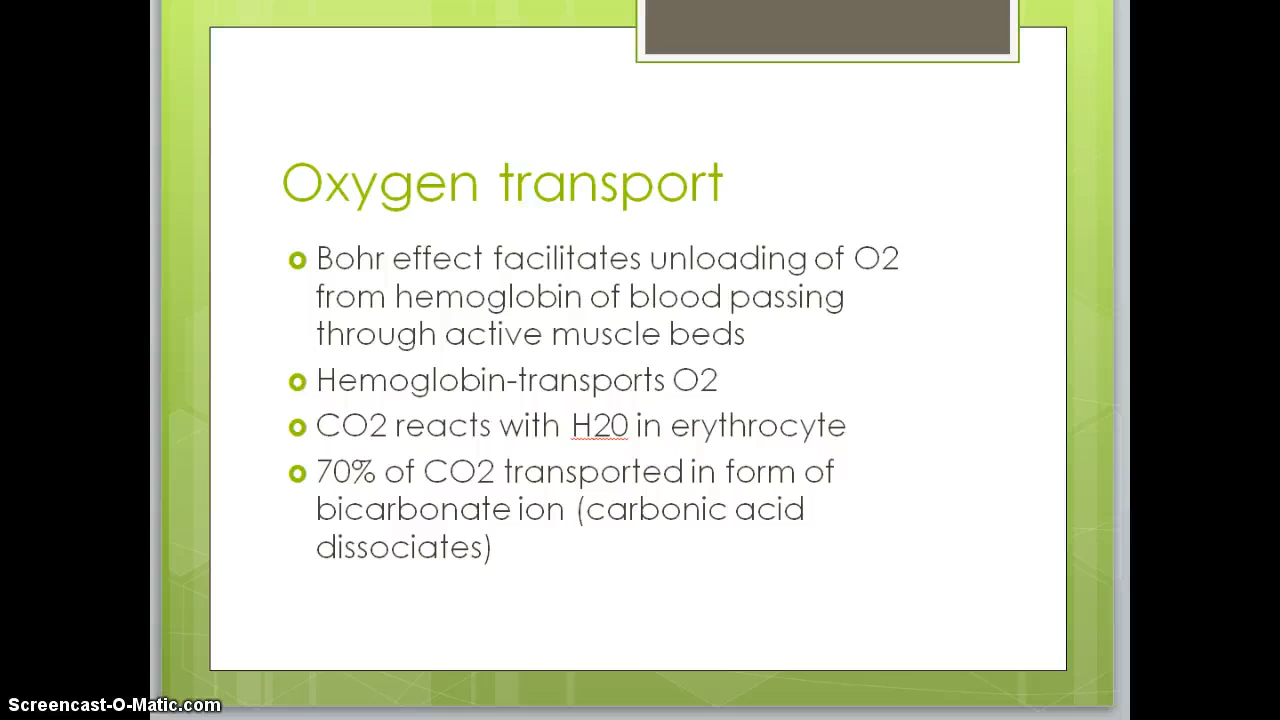 Oxygen transport
Bohr effect facilitates unloading of O2
from hemoglobin of blood passing
through active muscle beds
Hemoglobin-transports O2
CO2 reacts with H20 in erythrocyte
70% of CO2 transported in form of
bicarbonate ion (carbonic acid
dissociates)
Screencast-O-Matic.com